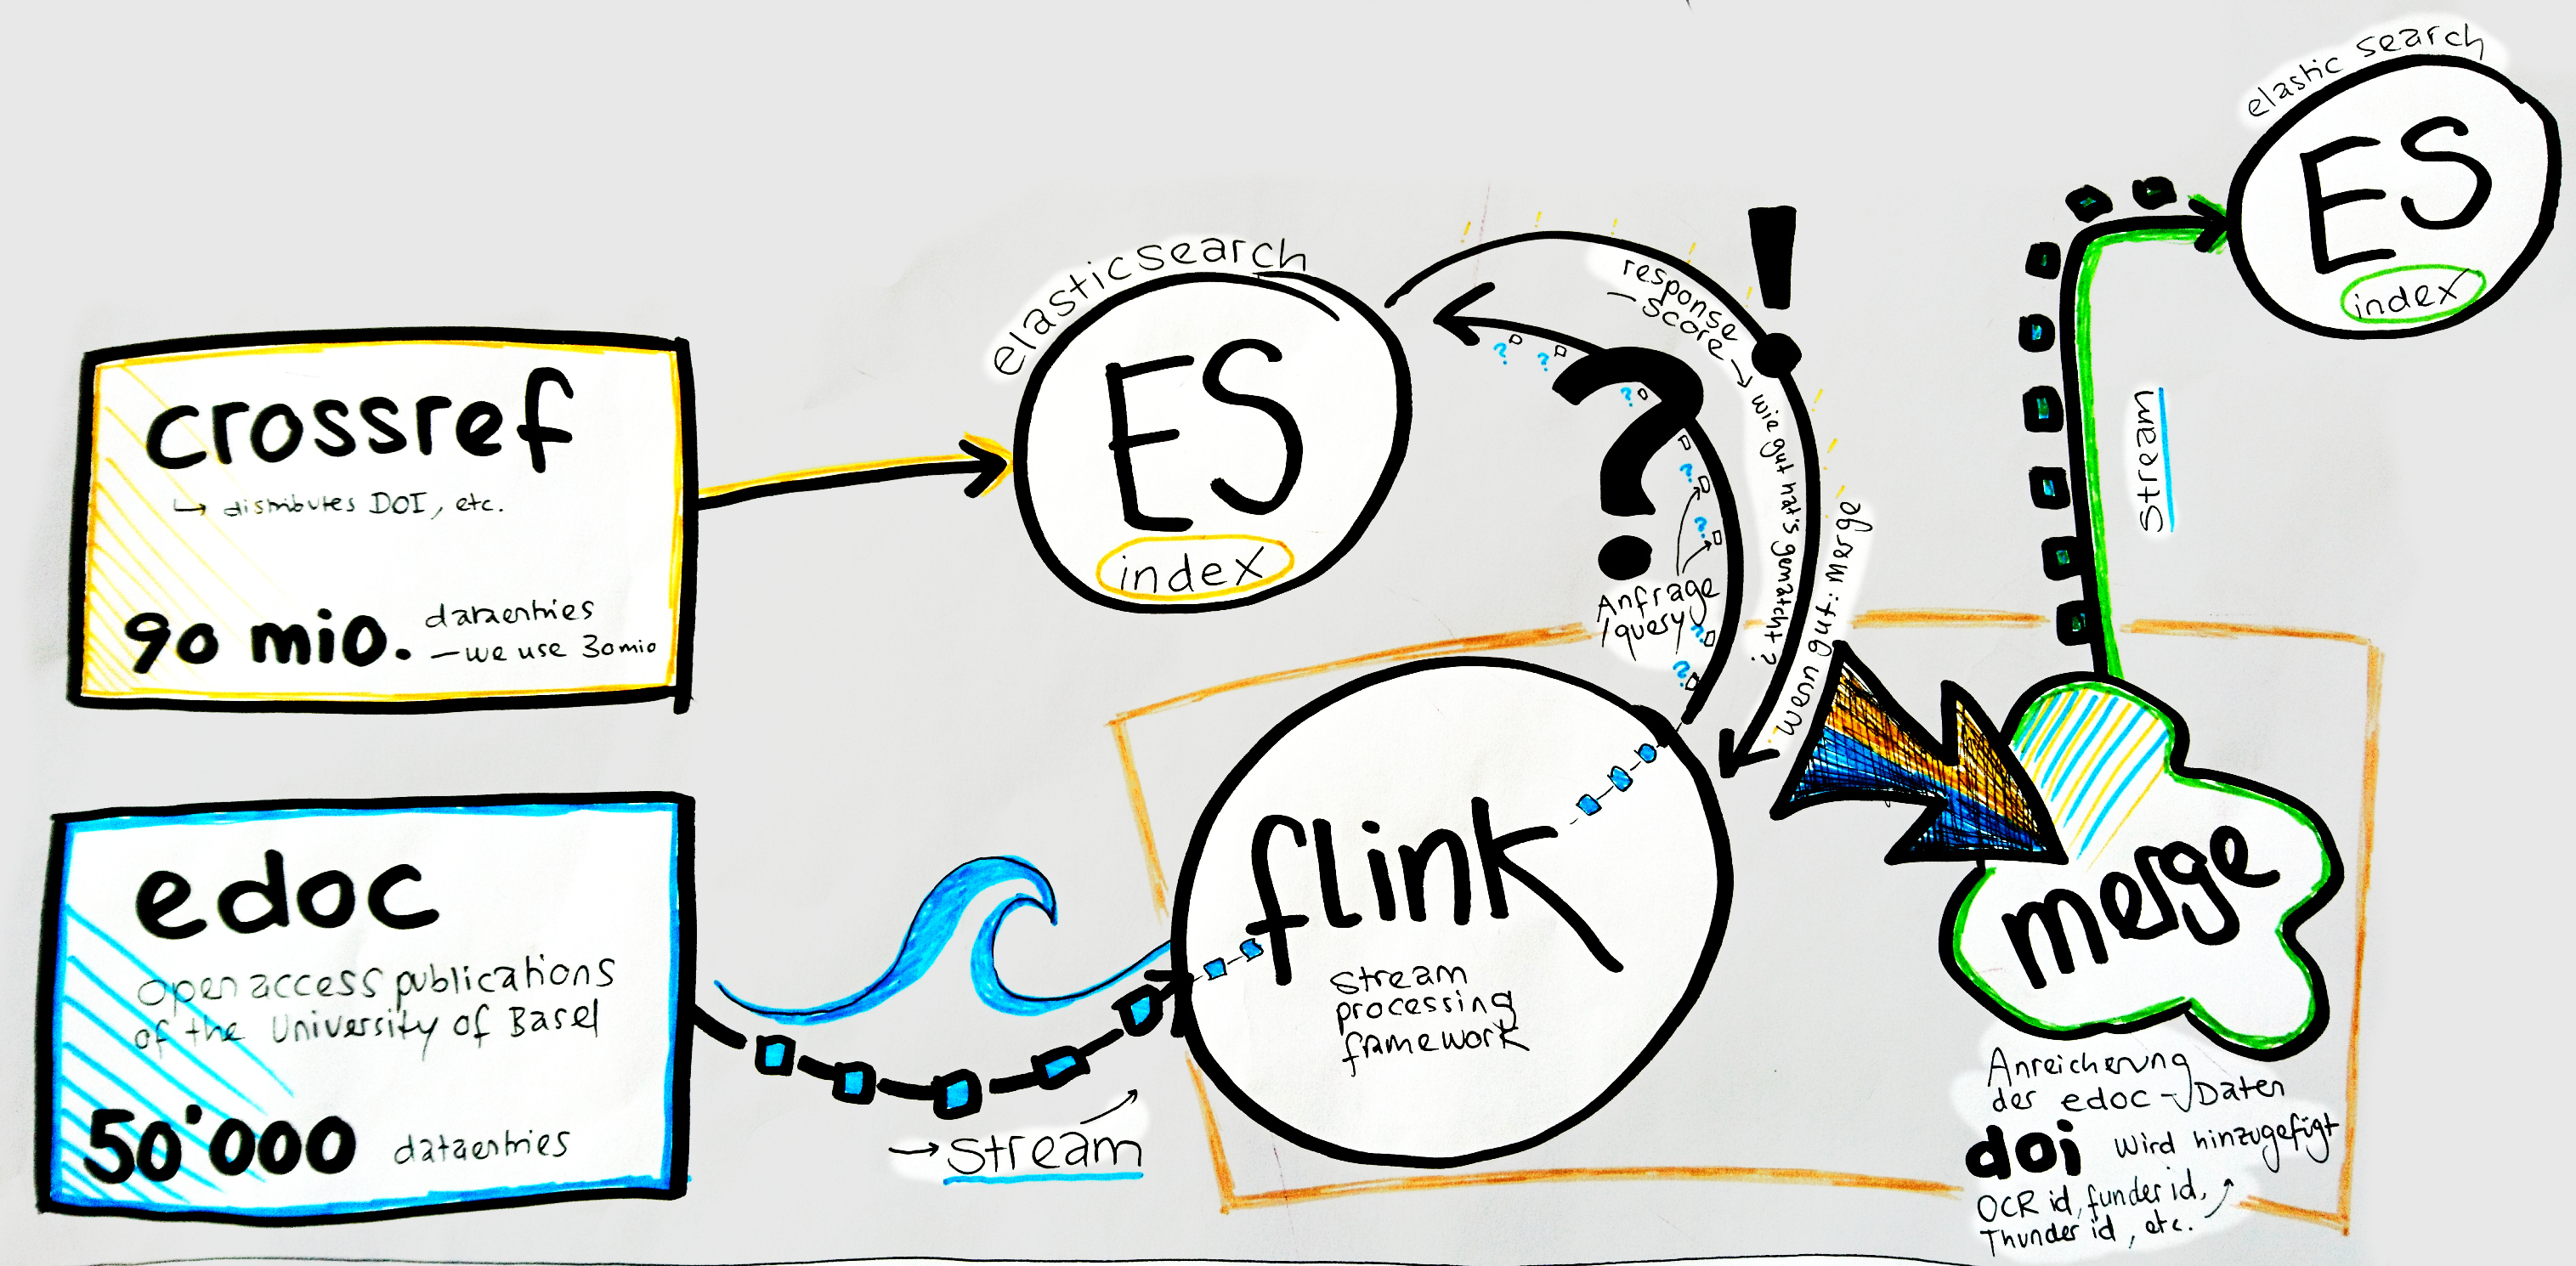 crossref
↳ distributes DOI, etc.
90 mio. dataentries
— we use 30mio
edoc
open access publications
of the University of Basel
50'000 dataentries
→ Stream
elasticsearch
ES
index
flink
Stream
processing
framework
?
Anfrage
/query
? ? ? ? ? ? ?
!
response
— Score → wie gut hat's gematcht?
wenn gut: merge
merge
Anreicherung
der edoc-Daten
doi wird hinzugefügt
OCR id, funder id,
Thunder id, etc.
Stream
elastic search
ES
index